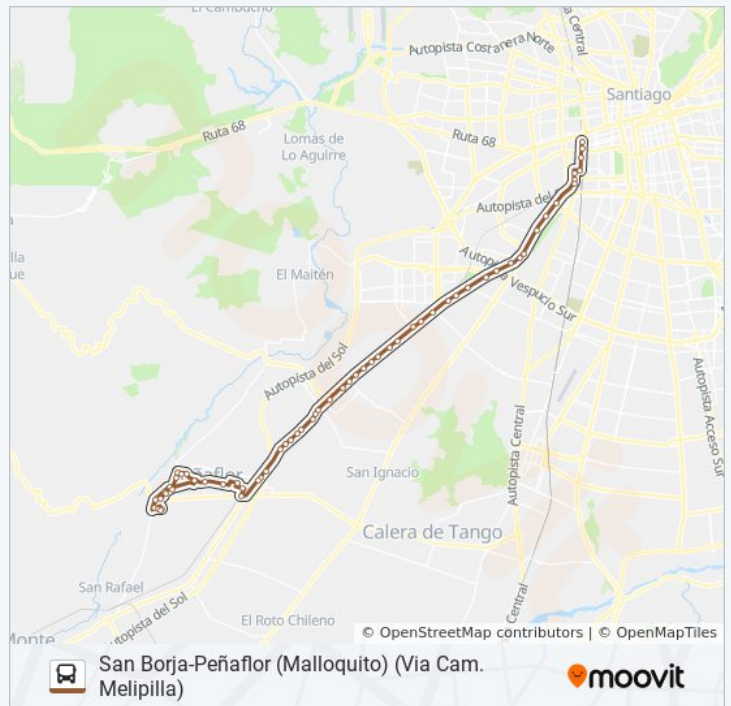 El Cambucho
Autopista Costanera Norte
a Central
Santiago
Ruta 68
Ruta 68
Lomas de
Lo Aguirre
Autopista del
El Maitén
Autopista Vespucio Sur
Autopista del Sol
Autopista Acceso Sur
Autopista Central
San Ignacio
ñaflor
Calera de Tango
San Rafael
El Roto Chileno
Autopista del Sol
Monte
Central
© OpenStreetMap contributors | © OpenMapTiles
San Borja-Peñaflor (Malloquito) (Via Cam.
Melipilla)
moovit